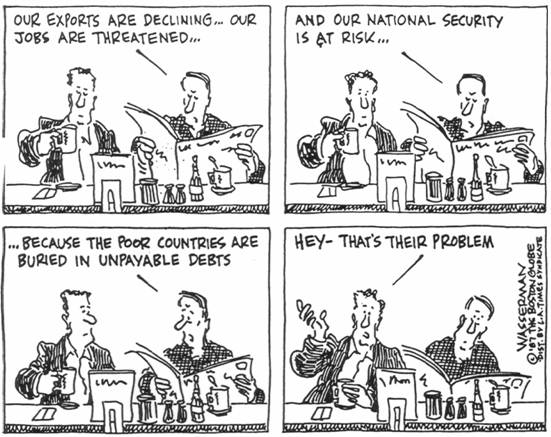 OUR EXPORTS ARE DECLINING... OUR
JOBS ARE THREATENED...
AND OUR NATIONAL SECURITY
IS AT RISK...
...BECAUSE THE POOR COUNTRIES ARE
BURIED IN UNPAYABLE DEBTS
HEY- THAT'S THEIR PROBLEM
WASSERMAN
©'87 THE BOSTON GLOBE
DIST. BY L.A. TIMES SYNDICATE